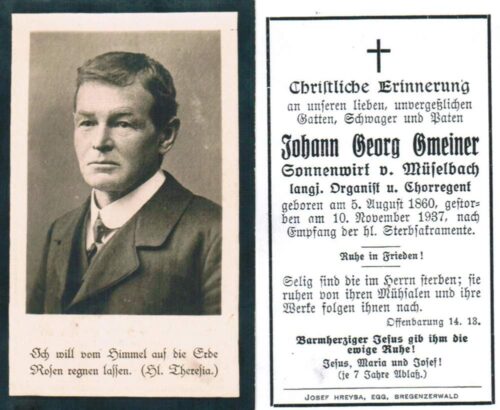 Ich will vom Himmel auf die Erde
Rosen regnen lassen. (Hl. Theresia.)
Christliche Erinnerung
an unseren lieben, unvergeßlichen
Gatten, Schwager und Paten
Johann Georg Gmeiner
Sonnenwirt v. Müselbach
langj. Organist u. Chorregent
geboren am 5. August 1860, gestor-
ben am 10. November 1937, nach
Empfang der hl. Sterbsakramente.
Ruhe in Frieden!
Selig sind die im Herrn sterben; sie
ruhen von ihren Mühsalen und ihre
Werke folgen ihnen nach.
Offenbarung 14. 13.
Barmherziger Jesus gib ihm die
ewige Ruhe!
Jesus, Maria und Josef!
(je 7 Jahre Ablaß.)
JOSEF HREYSA, EGG, BREGENZERWALD